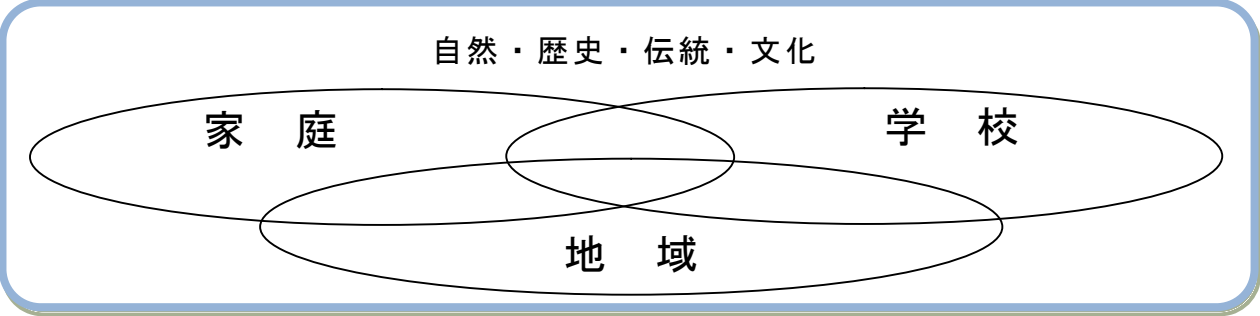 自然・歴史・伝統・文化
家　庭
学　校
地　域